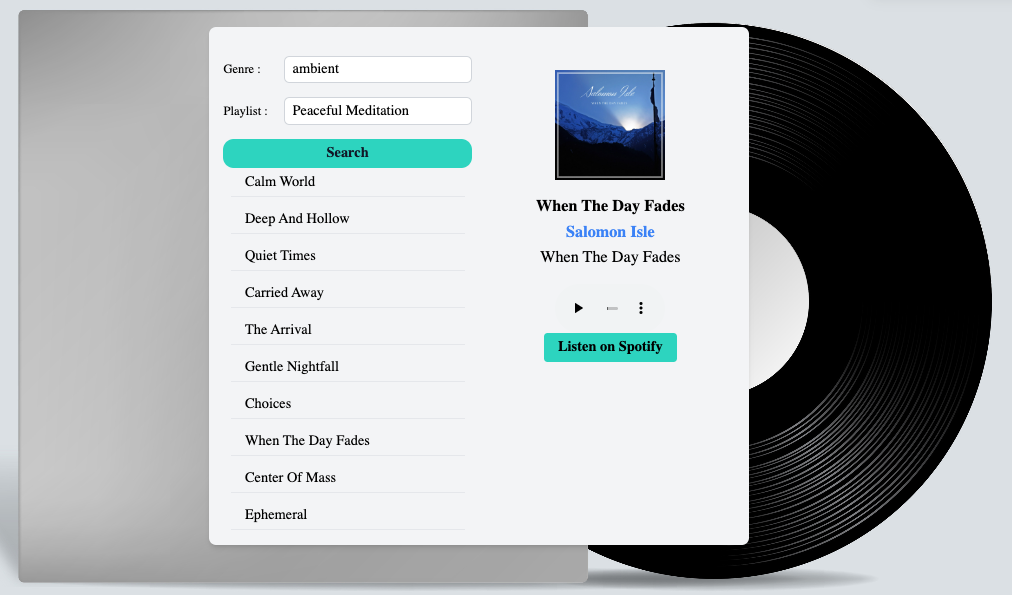 Genre :
ambient
Playlist :
Peaceful Meditation
Search
Calm World
Deep And Hollow
Quiet Times
Carried Away
The Arrival
Gentle Nightfall
Choices
When The Day Fades
Center Of Mass
Ephemeral
Salomon Isle
When The Day Fades
Salomon Isle
When The Day Fades
Listen on Spotify